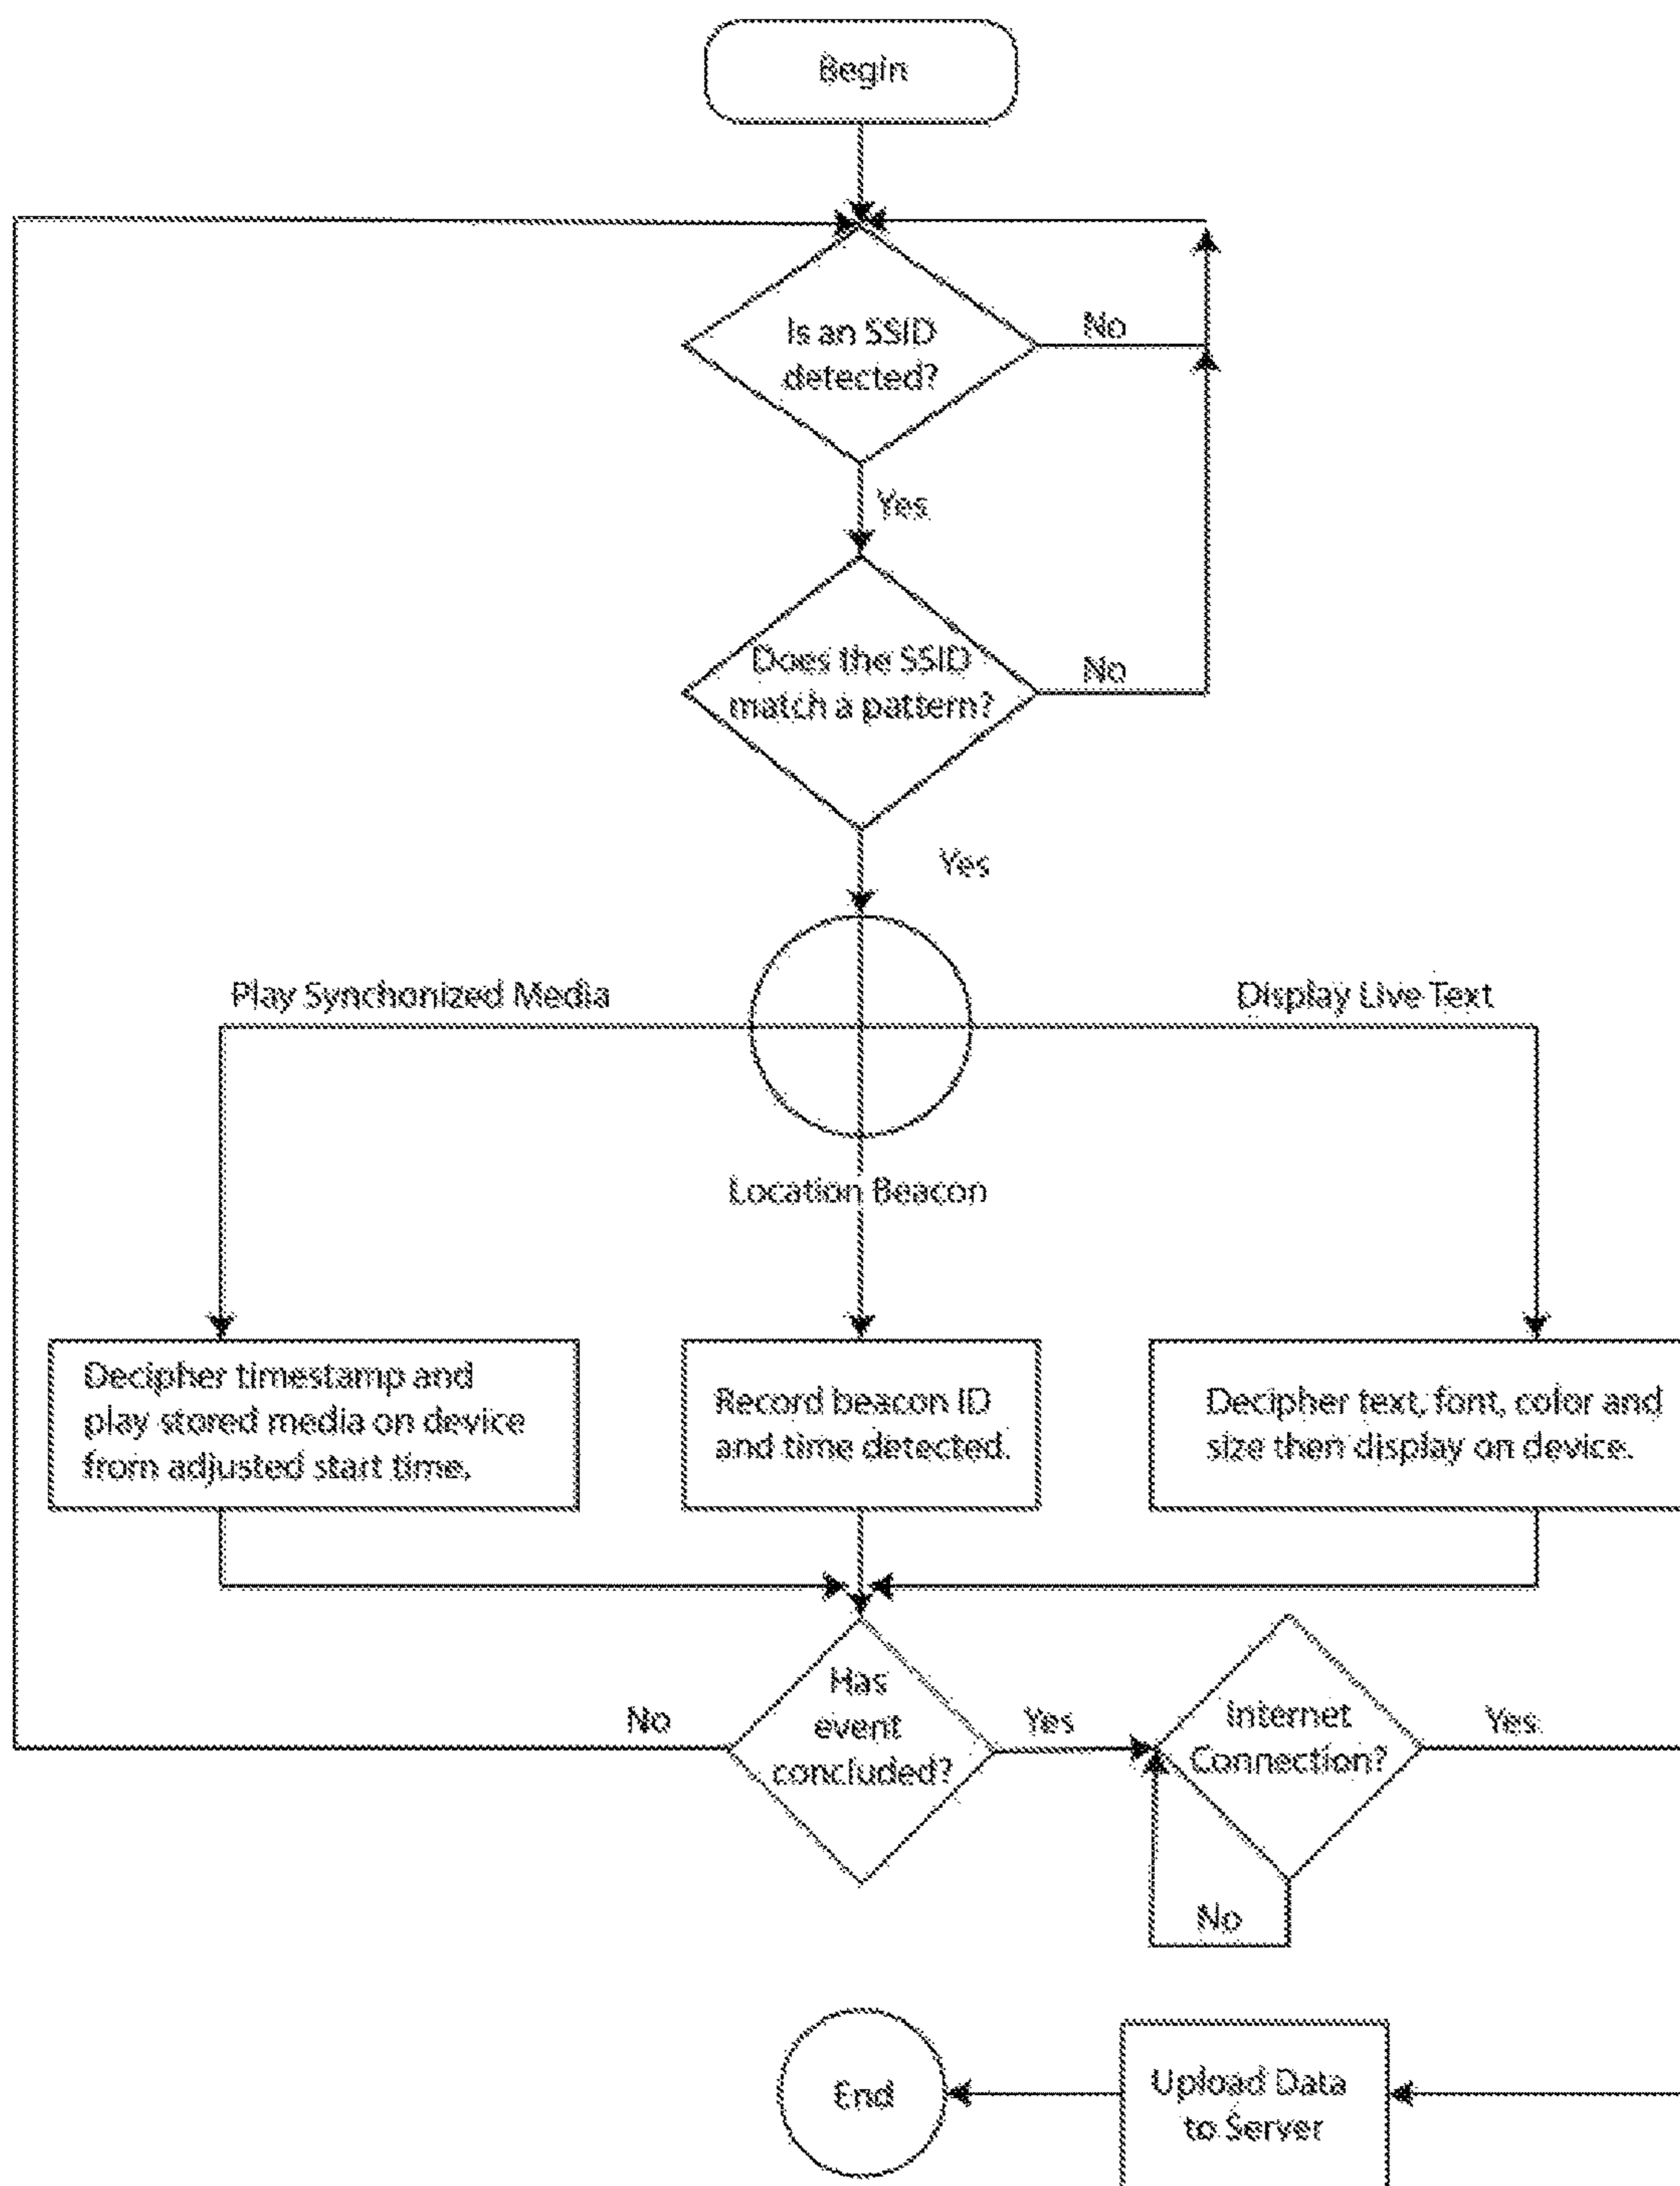 Begin
Is an SSID
detected?
No
Yes
Does the SSID
match a pattern?
No
Yes
Play Synchonized Media
Display Live Text
Location Beacon
Decipher timestamp and
play stored media on device
from adjusted start time.
Record beacon ID
and time detected.
Decipher text, font, color and
size then display on device.
Has
event
concluded?
No
Yes
Internet
Connection?
Yes
No
End
Upload Data
to Server